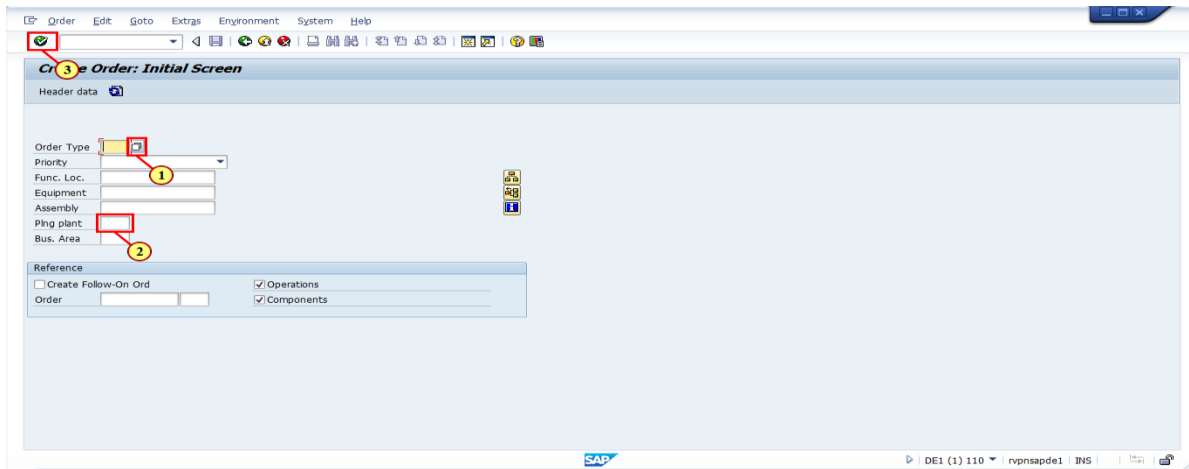 Order Edit Goto Extras Environment System Help
3
Create Order: Initial Screen
Header data
Order Type
Priority
1
Func. Loc.
Equipment
Assembly
Plng plant
Bus. Area
2
Reference
Create Follow-On Ord Operations
Order Components
SAP
DE1 (1) 110 rvpnsapde1 INS